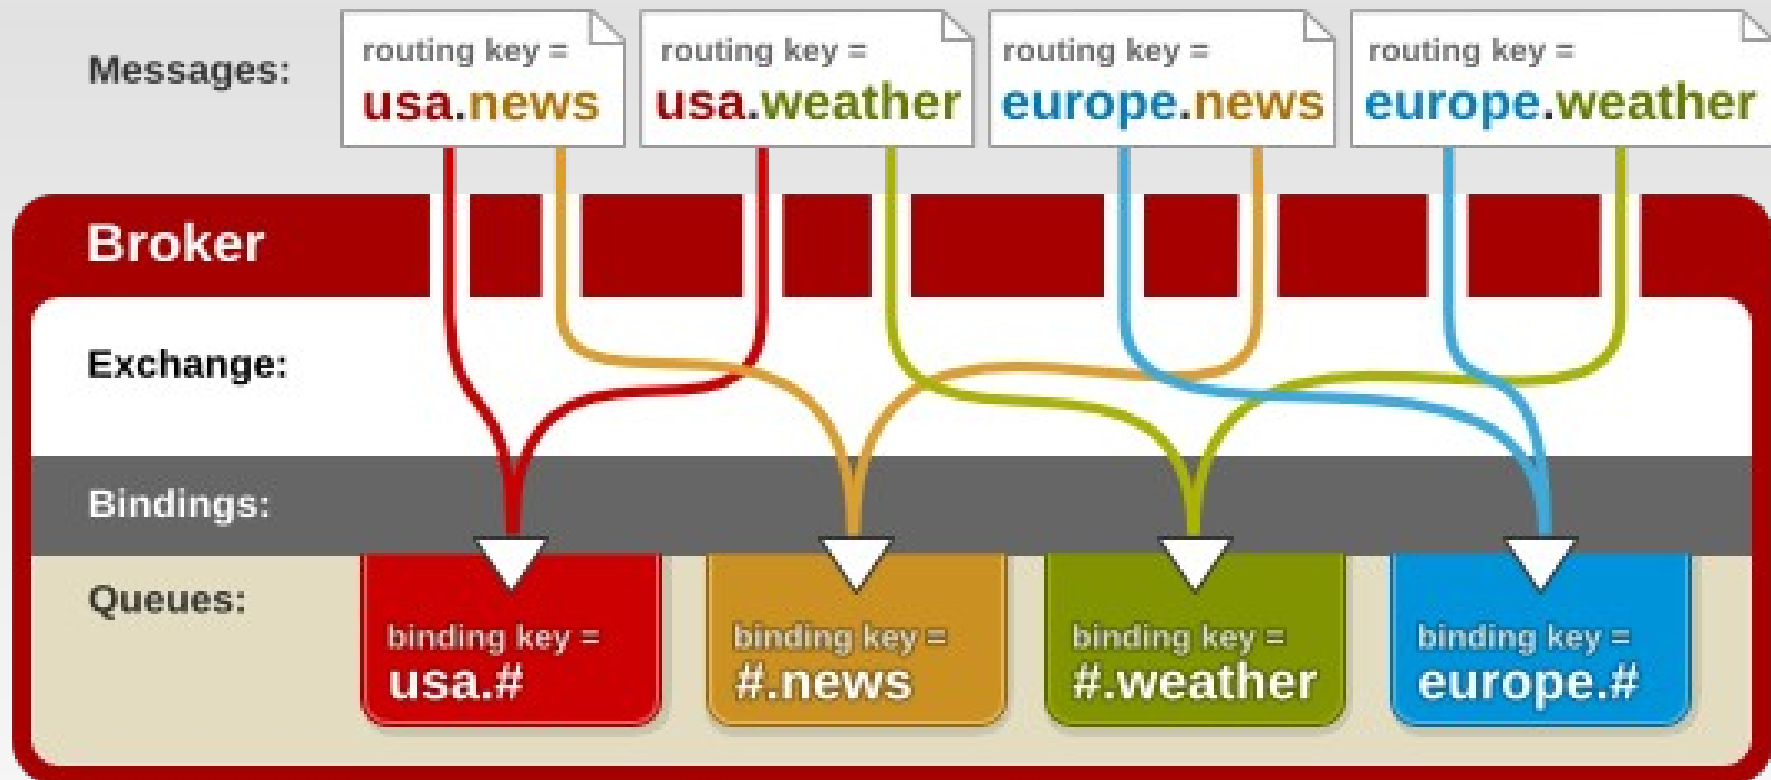 Messages:
routing key =
usa.news
routing key =
usa.weather
routing key =
europe.news
routing key =
europe.weather
Broker
Exchange:
Bindings:
Queues:
binding key =
usa.#
binding key =
#.news
binding key =
#.weather
binding key =
europe.#